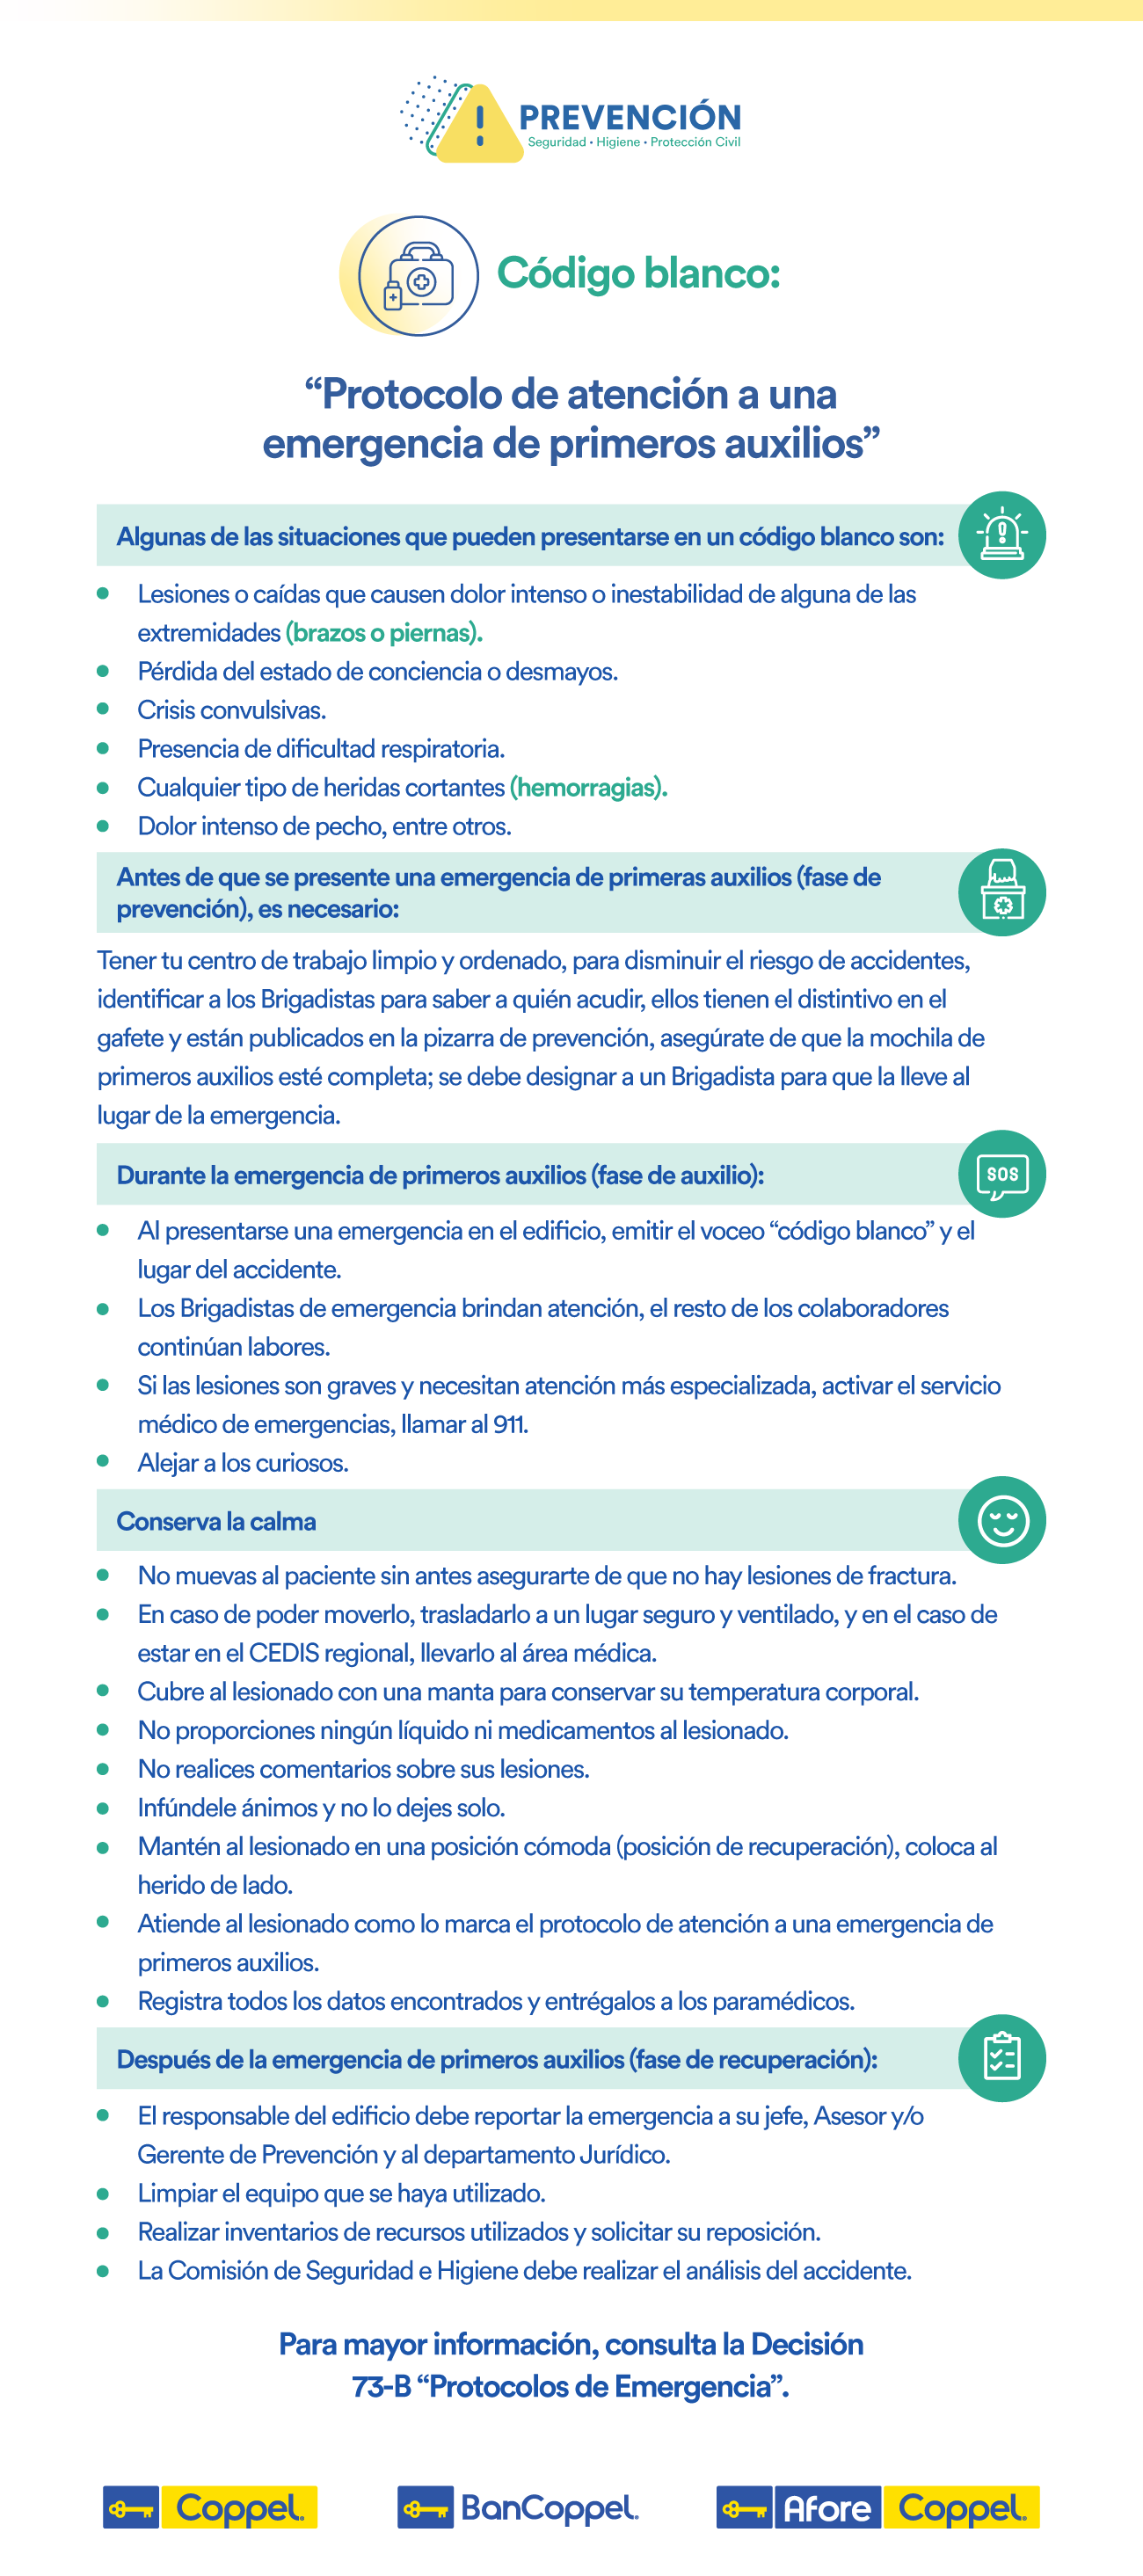 PREVENCIÓN
Seguridad • Higiene • Protección Civil
Código blanco:
“Protocolo de atención a una
emergencia de primeros auxilios”
Algunas de las situaciones que pueden presentarse en un código blanco son:
• Lesiones o caídas que causen dolor intenso o inestabilidad de alguna de las
extremidades (brazos o piernas).
• Pérdida del estado de conciencia o desmayos.
• Crisis convulsivas.
• Presencia de dificultad respiratoria.
• Cualquier tipo de heridas cortantes (hemorragias).
• Dolor intenso de pecho, entre otros.
Antes de que se presente una emergencia de primeras auxilios (fase de
prevención), es necesario:
Tener tu centro de trabajo limpio y ordenado, para disminuir el riesgo de accidentes,
identificar a los Brigadistas para saber a quién acudir, ellos tienen el distintivo en el
gafete y están publicados en la pizarra de prevención, asegúrate de que la mochila de
primeros auxilios esté completa; se debe designar a un Brigadista para que la lleve al
lugar de la emergencia.
Durante la emergencia de primeros auxilios (fase de auxilio):
SOS
• Al presentarse una emergencia en el edificio, emitir el voceo “código blanco” y el
lugar del accidente.
• Los Brigadistas de emergencia brindan atención, el resto de los colaboradores
continúan labores.
• Si las lesiones son graves y necesitan atención más especializada, activar el servicio
médico de emergencias, llamar al 911.
• Alejar a los curiosos.
Conserva la calma
• No muevas al paciente sin antes asegurarte de que no hay lesiones de fractura.
• En caso de poder moverlo, trasladarlo a un lugar seguro y ventilado, y en el caso de
estar en el CEDIS regional, llevarlo al área médica.
• Cubre al lesionado con una manta para conservar su temperatura corporal.
• No proporciones ningún líquido ni medicamentos al lesionado.
• No realices comentarios sobre sus lesiones.
• Infúndele ánimos y no lo dejes solo.
• Mantén al lesionado en una posición cómoda (posición de recuperación), coloca al
herido de lado.
• Atiende al lesionado como lo marca el protocolo de atención a una emergencia de
primeros auxilios.
• Registra todos los datos encontrados y entrégalos a los paramédicos.
Después de la emergencia de primeros auxilios (fase de recuperación):
• El responsable del edificio debe reportar la emergencia a su jefe, Asesor y/o
Gerente de Prevención y al departamento Jurídico.
• Limpiar el equipo que se haya utilizado.
• Realizar inventarios de recursos utilizados y solicitar su reposición.
• La Comisión de Seguridad e Higiene debe realizar el análisis del accidente.
Para mayor información, consulta la Decisión
73-B “Protocolos de Emergencia”.
Coppel. BanCoppel. Afore Coppel.